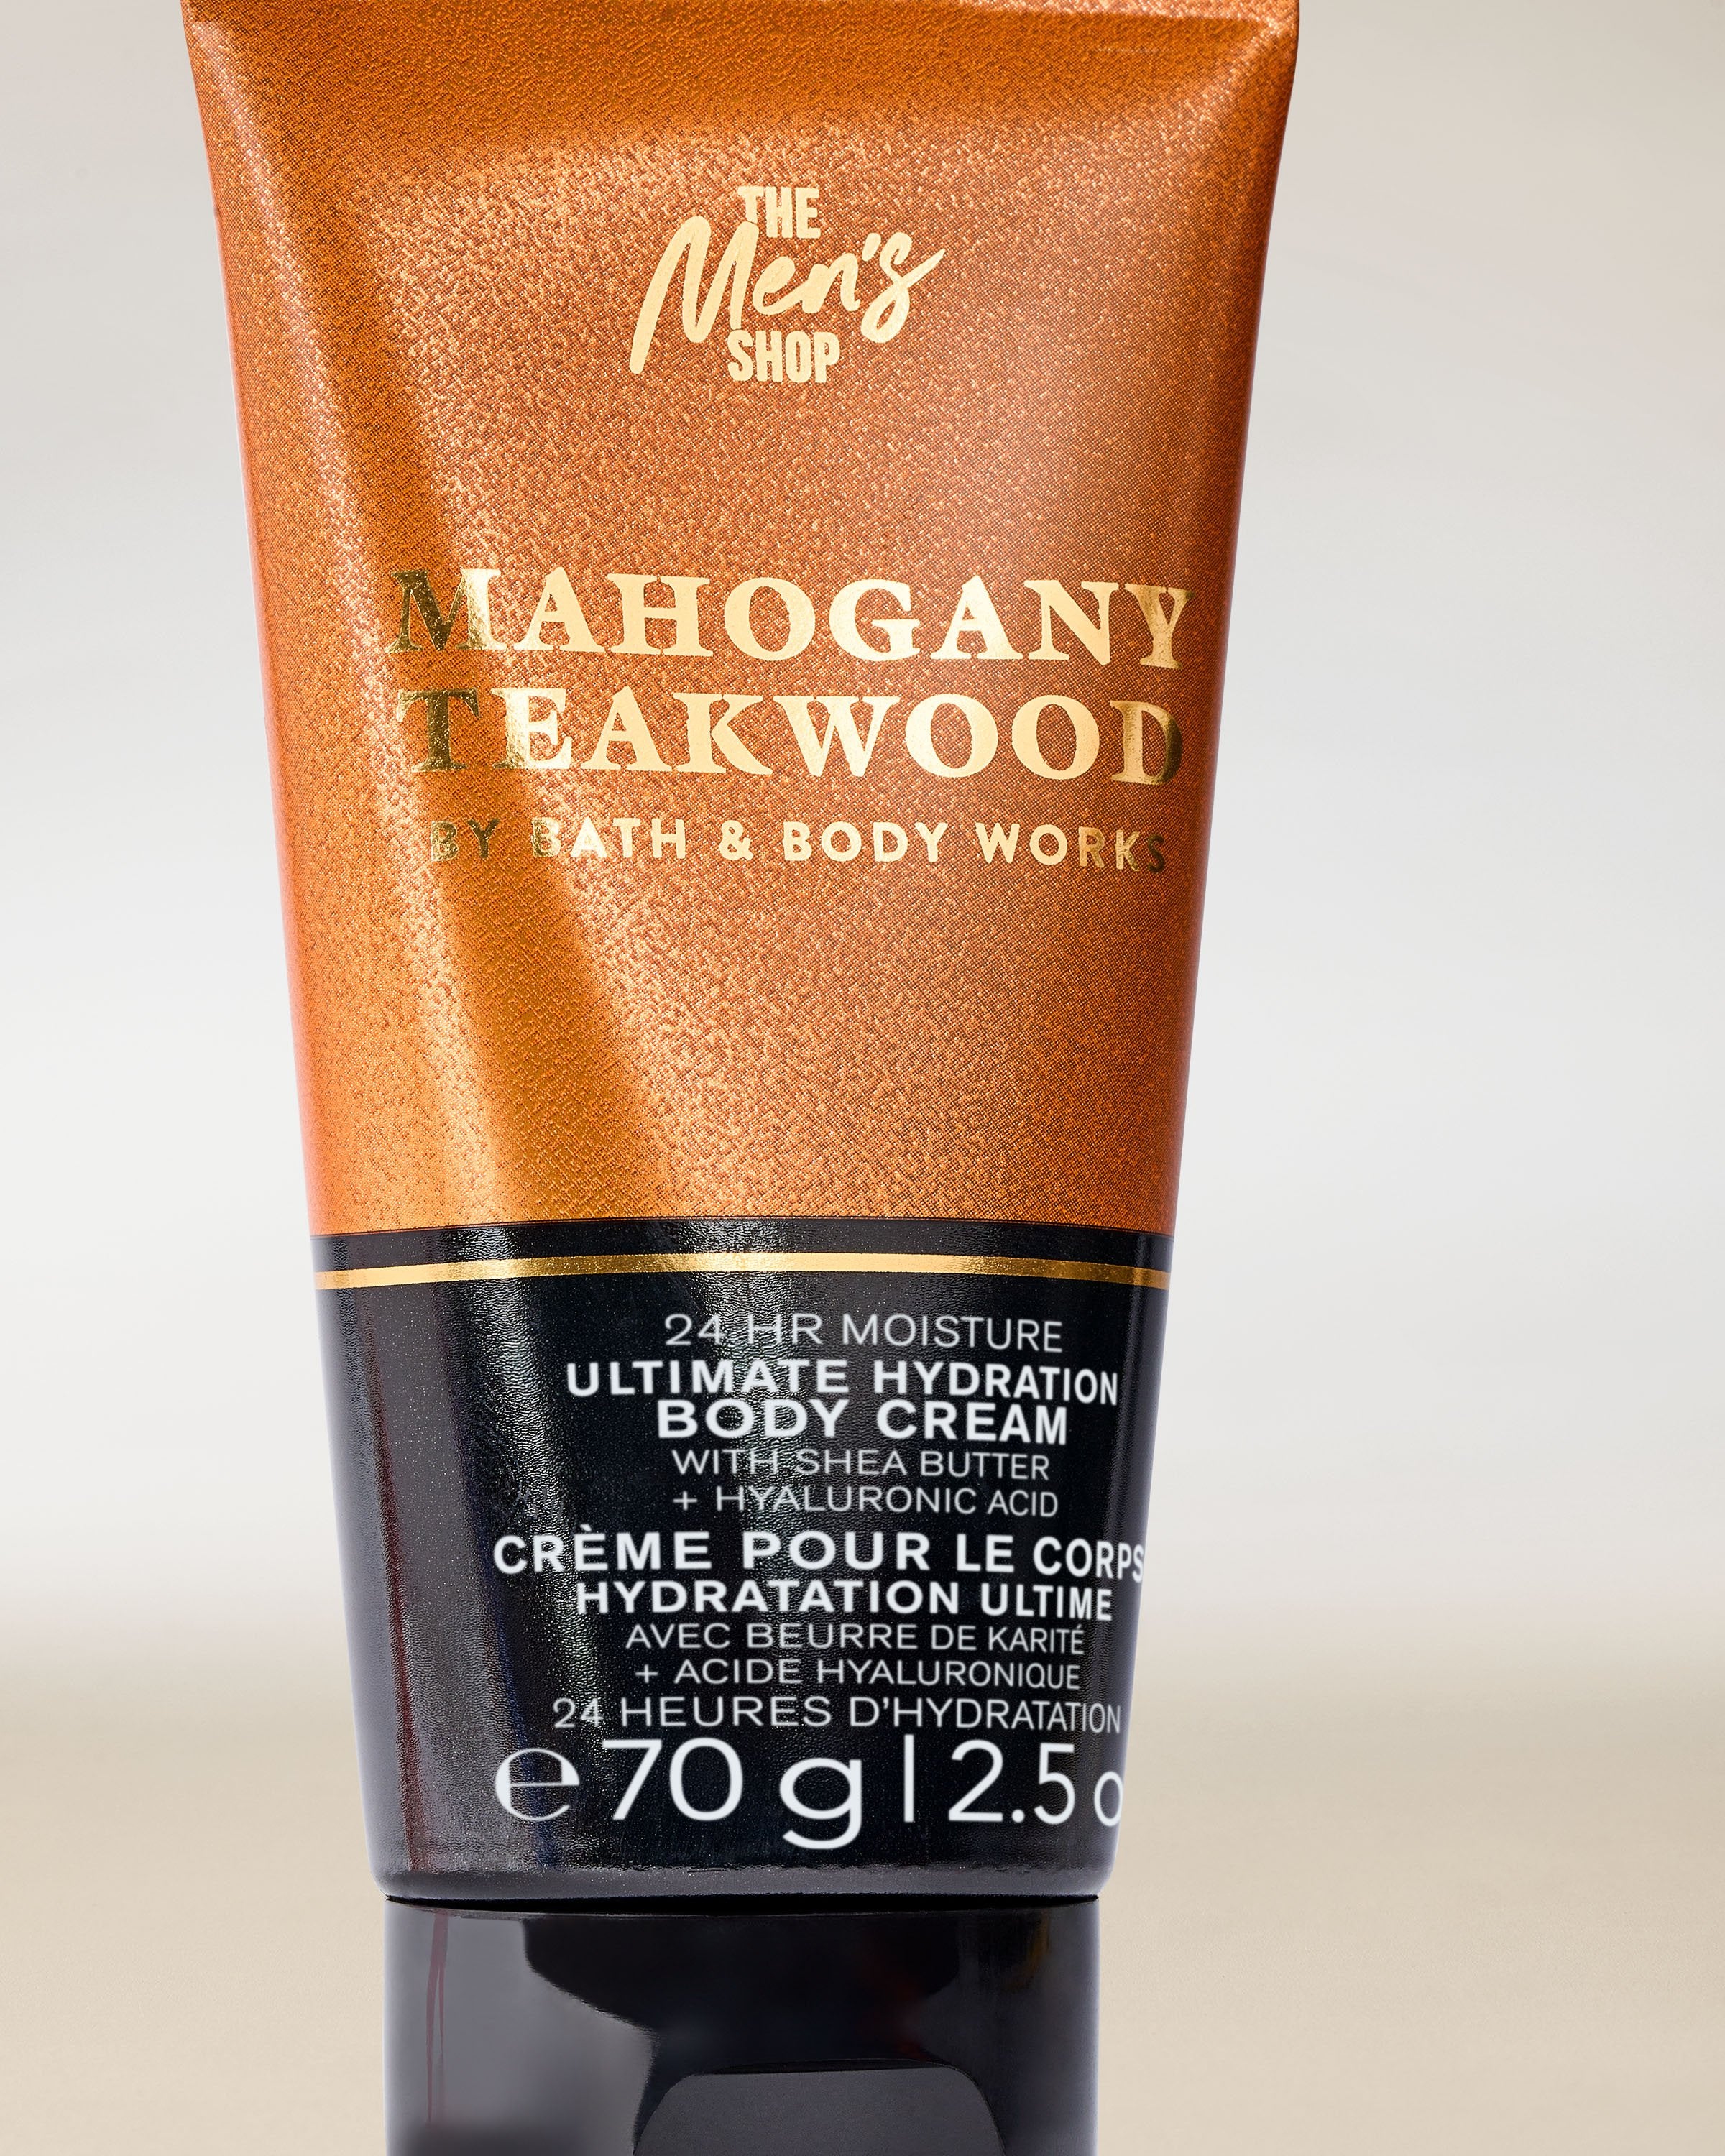 THE
Men's
SHOP
MAHOGANY
TEAKWOOD
BY BATH & BODY WORKS
24 HR MOISTURE
ULTIMATE HYDRATION
BODY CREAM
WITH SHEA BUTTER
+ HYALURONIC ACID
CRÈME POUR LE CORPS
HYDRATATION ULTIME
AVEC BEURRE DE KARITÉ
+ ACIDE HYALURONIQUE
24 HEURES D'HYDRATATION
e 70 g | 2.5